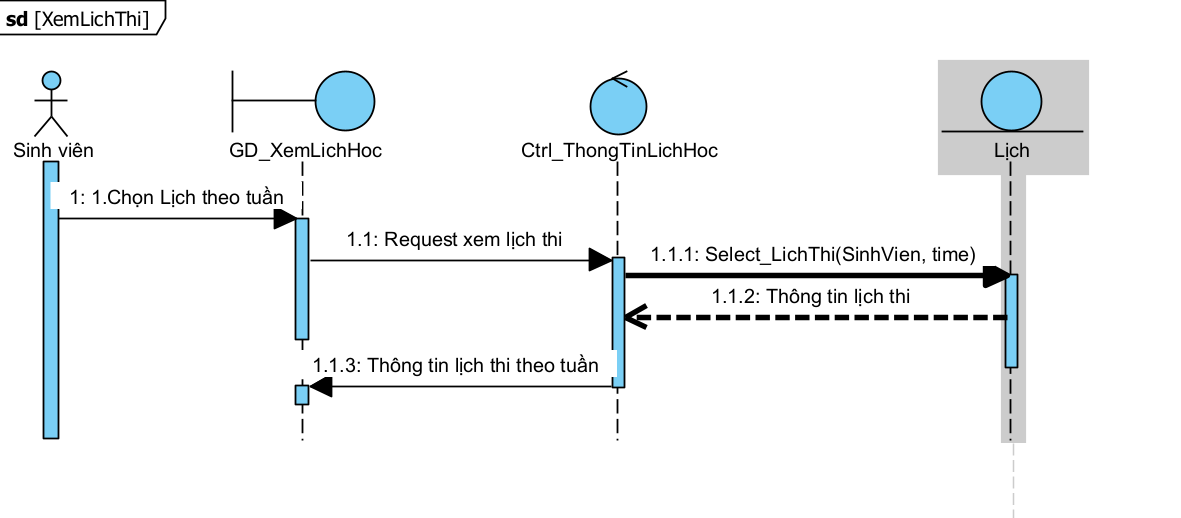 sd [XemLichThi]
Sinh viên
GD_XemLichHoc
Ctrl_ThongTinLichHoc
Lịch
1: 1.Chọn Lịch theo tuần
1.1: Request xem lịch thi
1.1.1: Select_LichThi(SinhVien, time)
1.1.2: Thông tin lịch thi
1.1.3: Thông tin lịch thi theo tuần